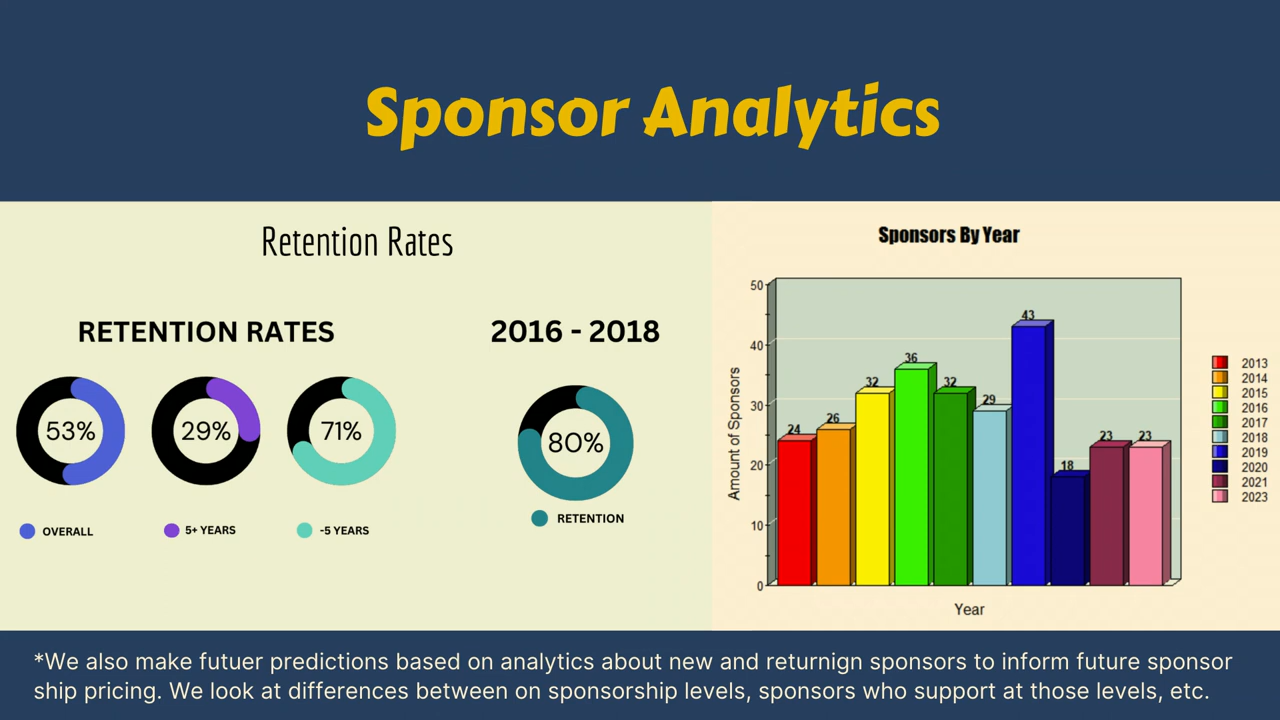 Sponsor Analytics
Retention Rates
RETENTION RATES
2016 - 2018
53%
29%
71%
80%
OVERALL
5+ YEARS
-5 YEARS
RETENTION
Sponsors By Year
Amount of Sponsors
50
40
30
20
10
0
24
26
32
36
32
29
43
18
23
23
Year
2013
2014
2015
2016
2017
2018
2019
2020
2021
2023
*We also make futuer predictions based on analytics about new and returnign sponsors to inform future sponsor
ship pricing. We look at differences between on sponsorship levels, sponsors who support at those levels, etc.